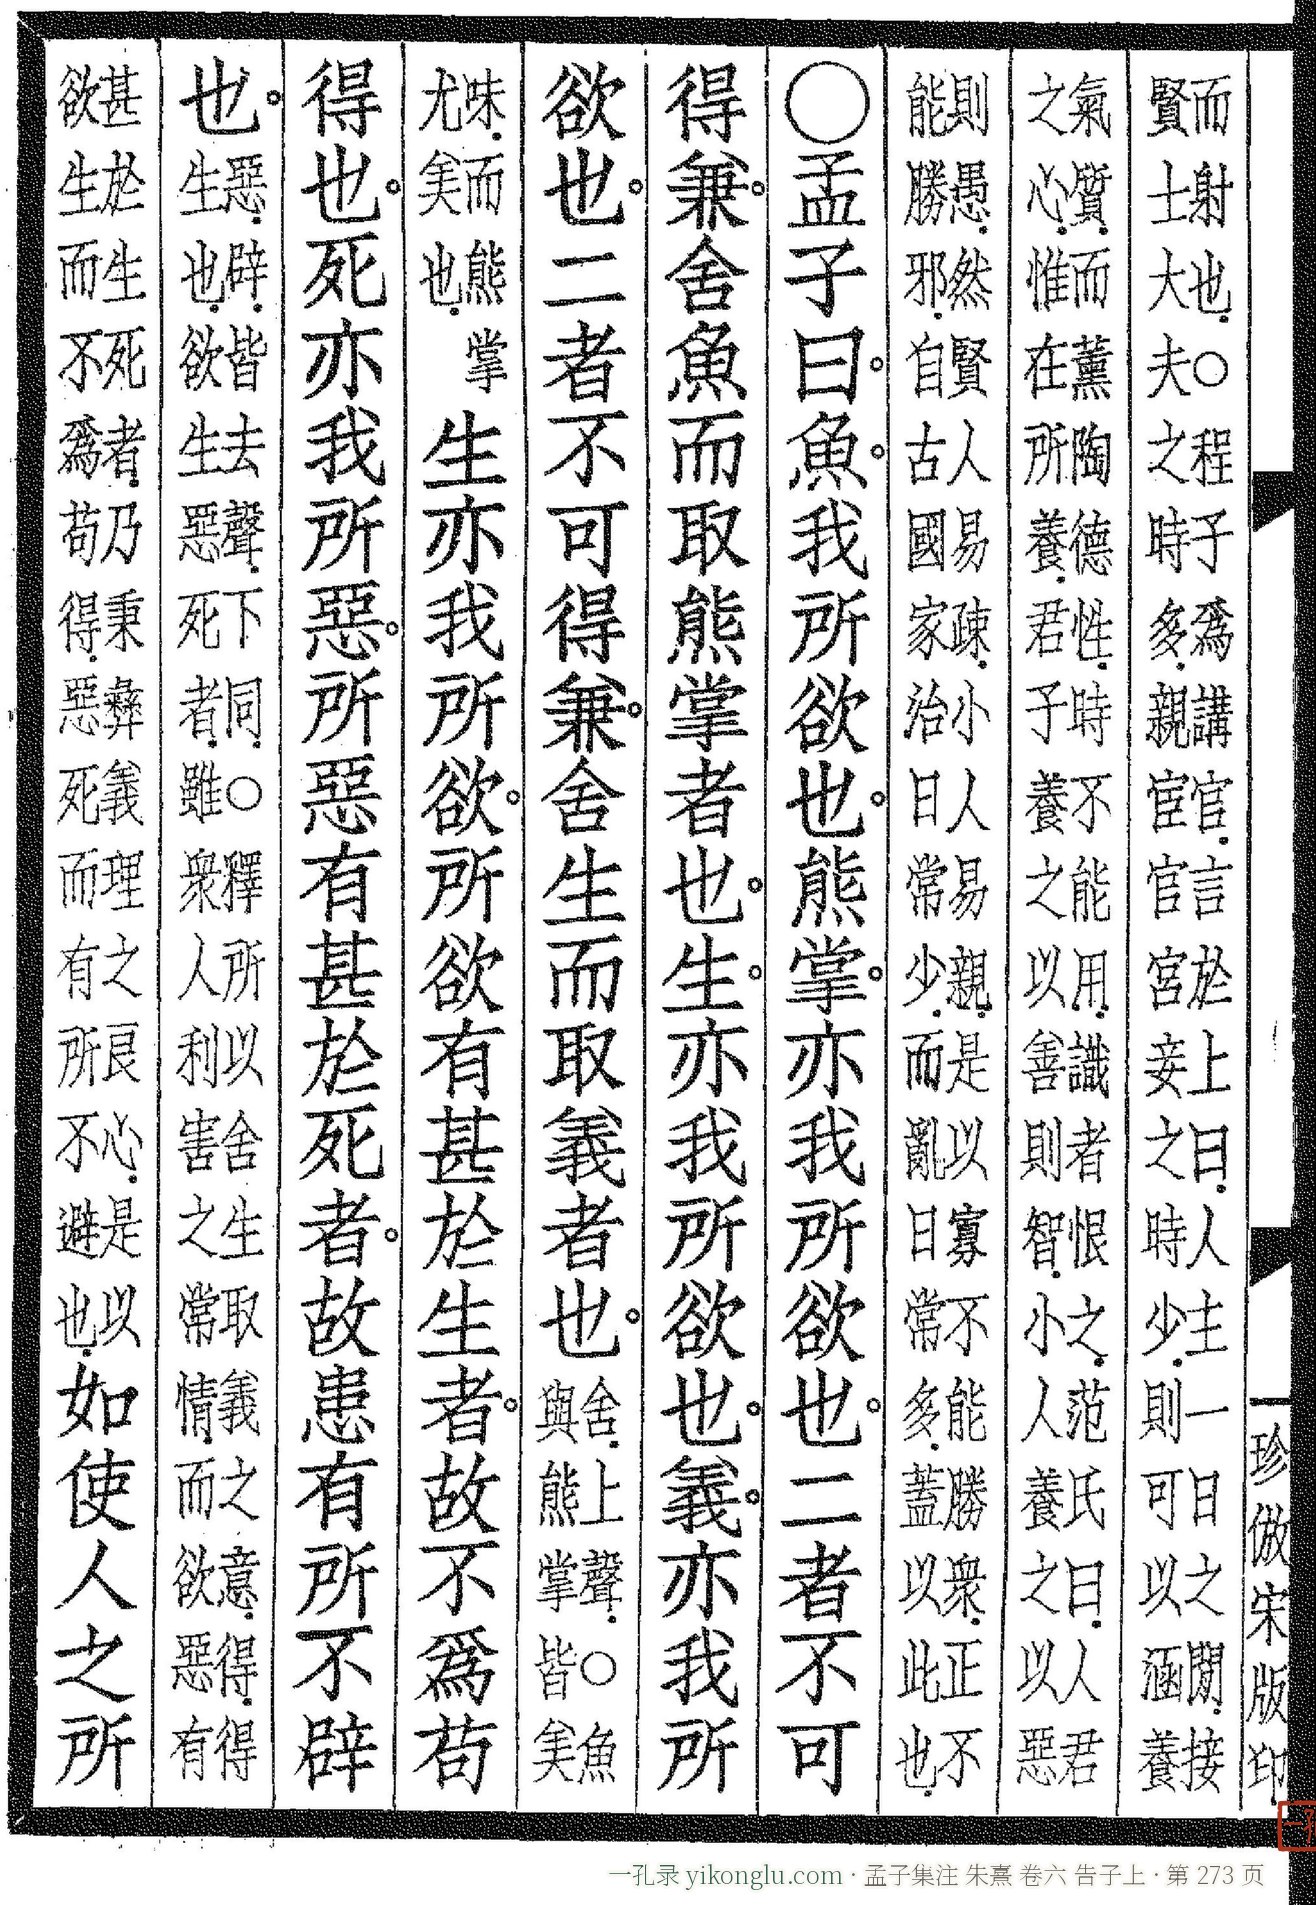 珍倣宋版印
而射也○程子爲講官言於上曰人主一日之閒接
賢士大夫之時多親宦官宮妾之時少則可以涵養
氣質而薰陶德性時不能用識者恨之范氏曰人君
之心惟在所養君子養之以善則智小人養之以惡
則愚然賢人易疎小人易親是以寡不能勝衆正不
能勝邪自古國家治日常少而亂日常多蓋以此也
○孟子曰魚我所欲也熊掌亦我所欲也二者不可
得兼舍魚而取熊掌者也生亦我所欲也義亦我所
欲也二者不可得兼舍生而取義者也舍上聲○魚與熊掌皆美
味而熊掌尤美也生亦我所欲所欲有甚於生者故不爲苟
得也死亦我所惡所惡有甚於死者故患有所不辟
也惡辟皆去聲下同○釋所以舍生取義之意得得生也欲生惡死者雖衆人利害之常情而欲惡有
甚於生死者乃秉彝義理之良心是以欲生而不爲苟得惡死而有所不避也如使人之所
一孔录 yikonglu.com · 孟子集注 朱熹 卷六 告子上 · 第 273 页